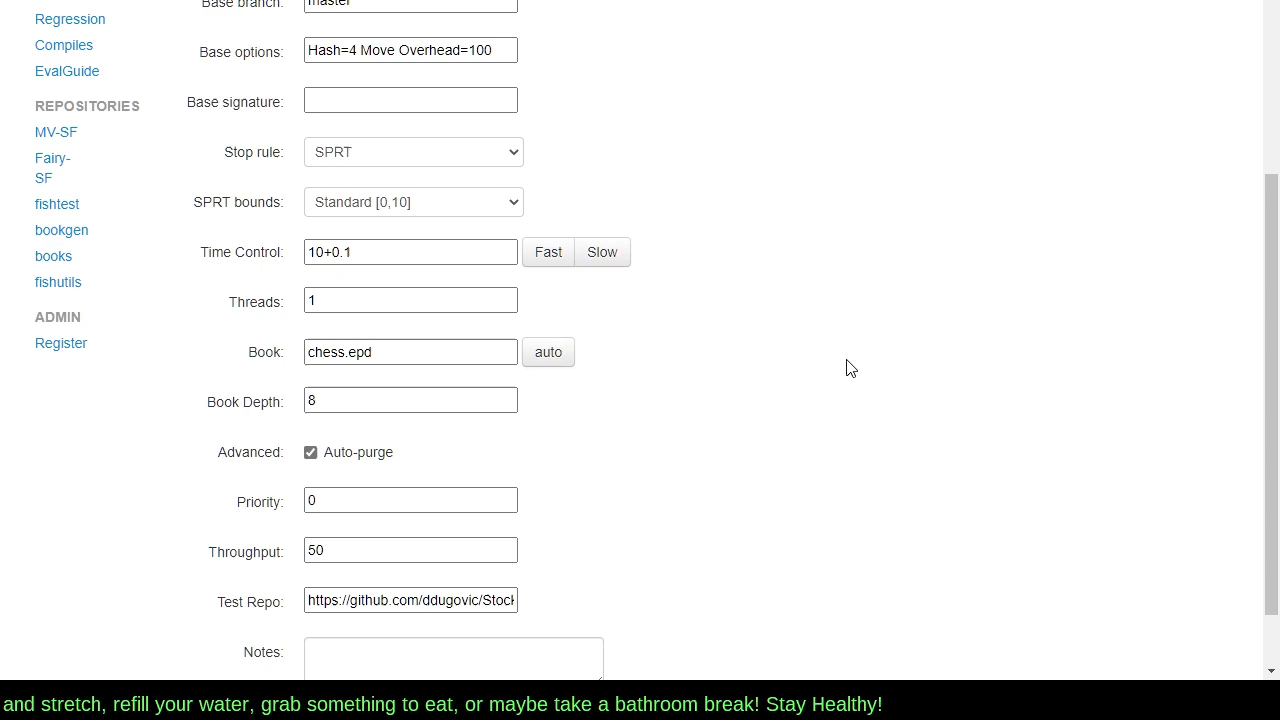 Base branch: master
Regression
Compiles
Base options: Hash=4 Move Overhead=100
EvalGuide
REPOSITORIES
Base signature:
MV-SF
Fairy-
SF
Stop rule: SPRT
fishtest
SPRT bounds: Standard [0,10]
bookgen
books
Time Control: 10+0.1 Fast Slow
fishutils
Threads: 1
ADMIN
Register
Book: chess.epd auto
Book Depth: 8
Advanced: Auto-purge
Priority: 0
Throughput: 50
Test Repo: https://github.com/ddugovic/Stock
Notes:
and stretch, refill your water, grab something to eat, or maybe take a bathroom break! Stay Healthy!